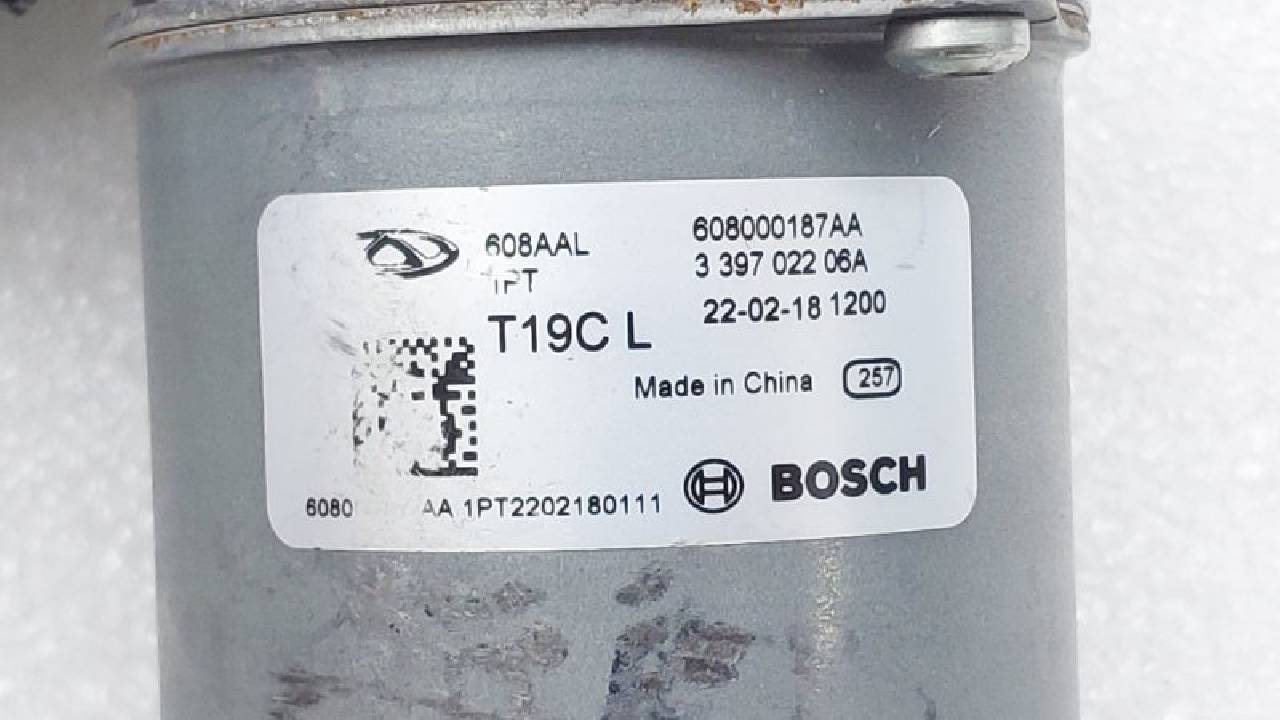 608AAL
1PT
T19C L
608000187AA
3 397 022 06A
22-02-18 1200
Made in China
257
AA 1PT2202180111
BOSCH